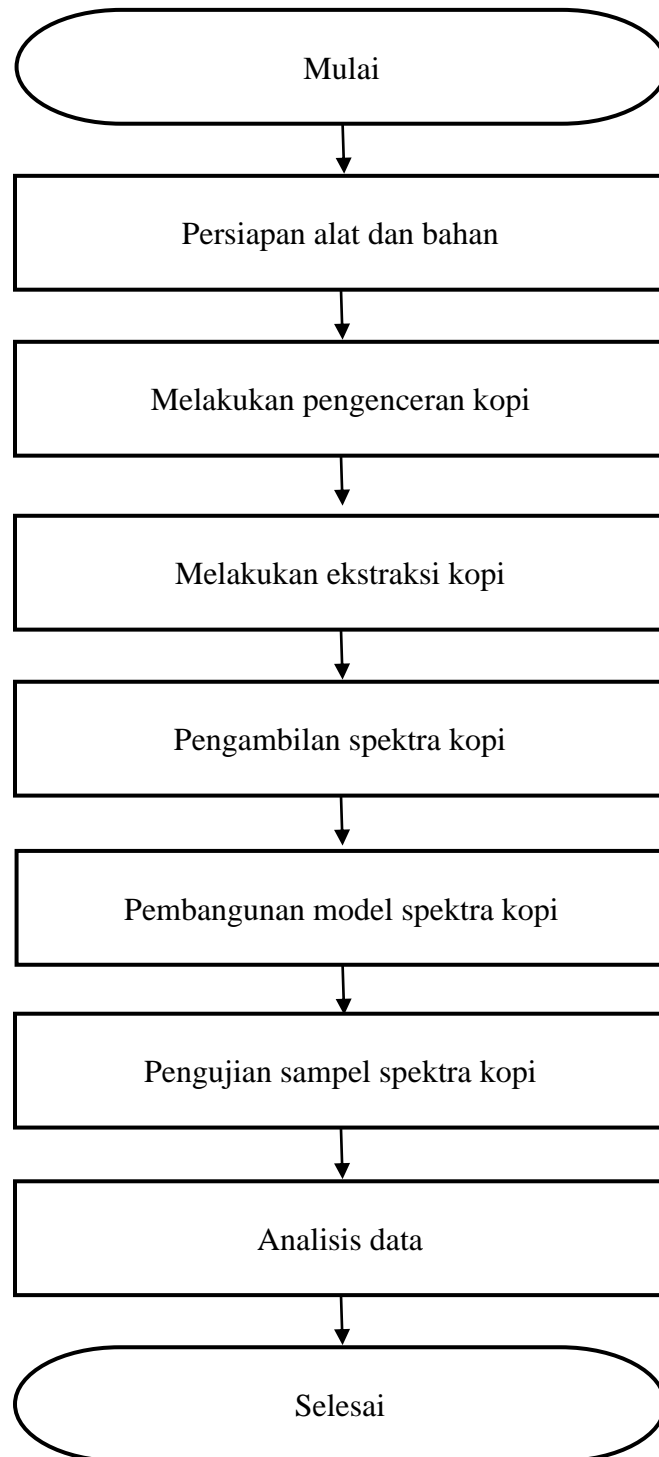 Mulai
Persiapan alat dan bahan
Melakukan pengenceran kopi
Melakukan ekstraksi kopi
Pengambilan spektra kopi
Pembangunan model spektra kopi
Pengujian sampel spektra kopi
Analisis data
Selesai